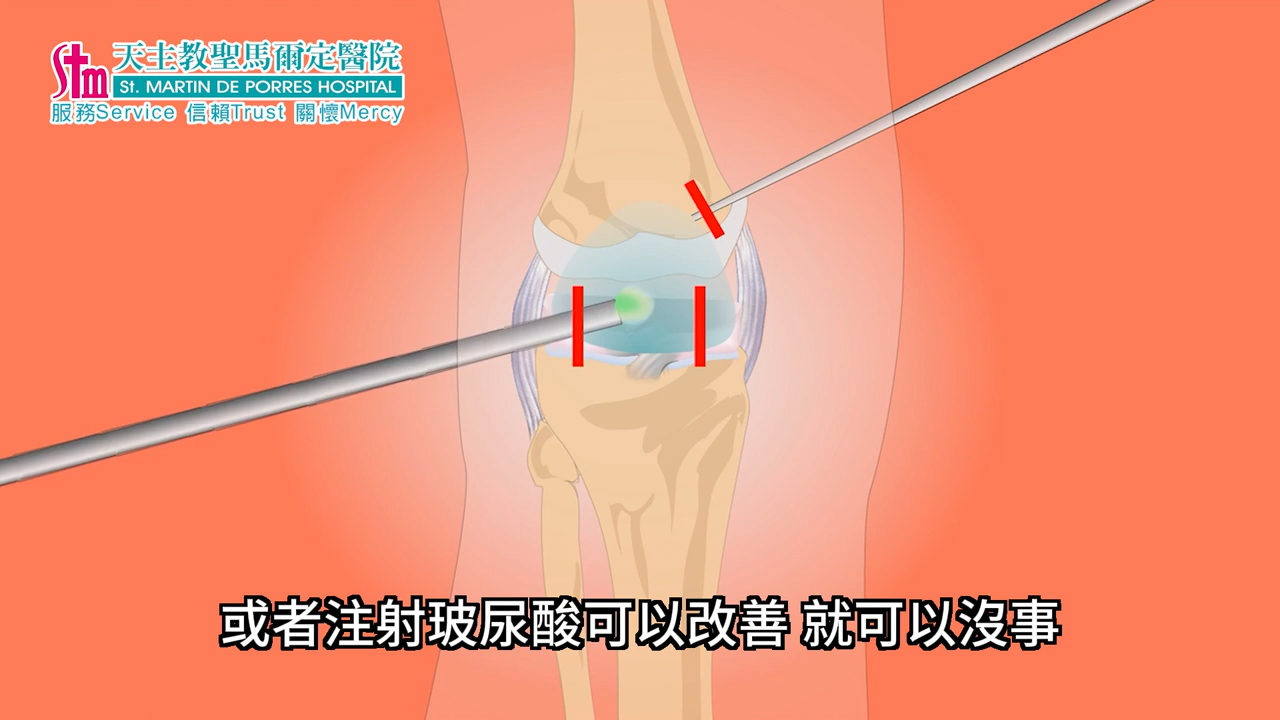 Stm
天主教聖馬爾定醫院
St. MARTIN DE PORRES HOSPITAL
服務Service 信賴Trust 關懷Mercy
或者注射玻尿酸可以改善 就可以沒事